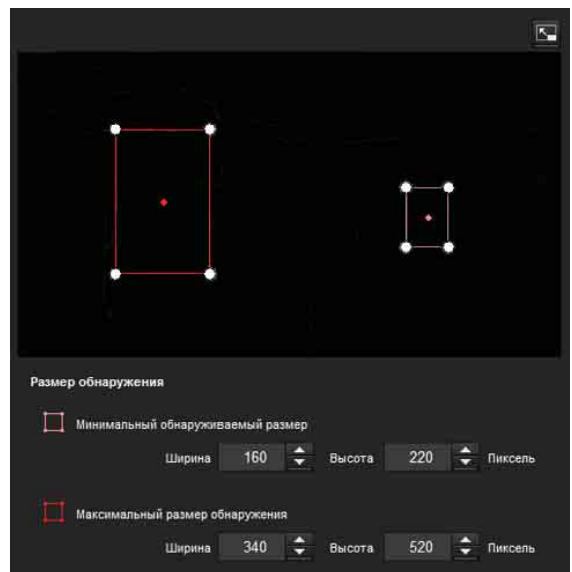 Размер обнаружения
Минимальный обнаруживаемый размер
Ширина 160 Высота 220 Пиксель
Максимальный размер обнаружения
Ширина 340 Высота 520 Пиксель